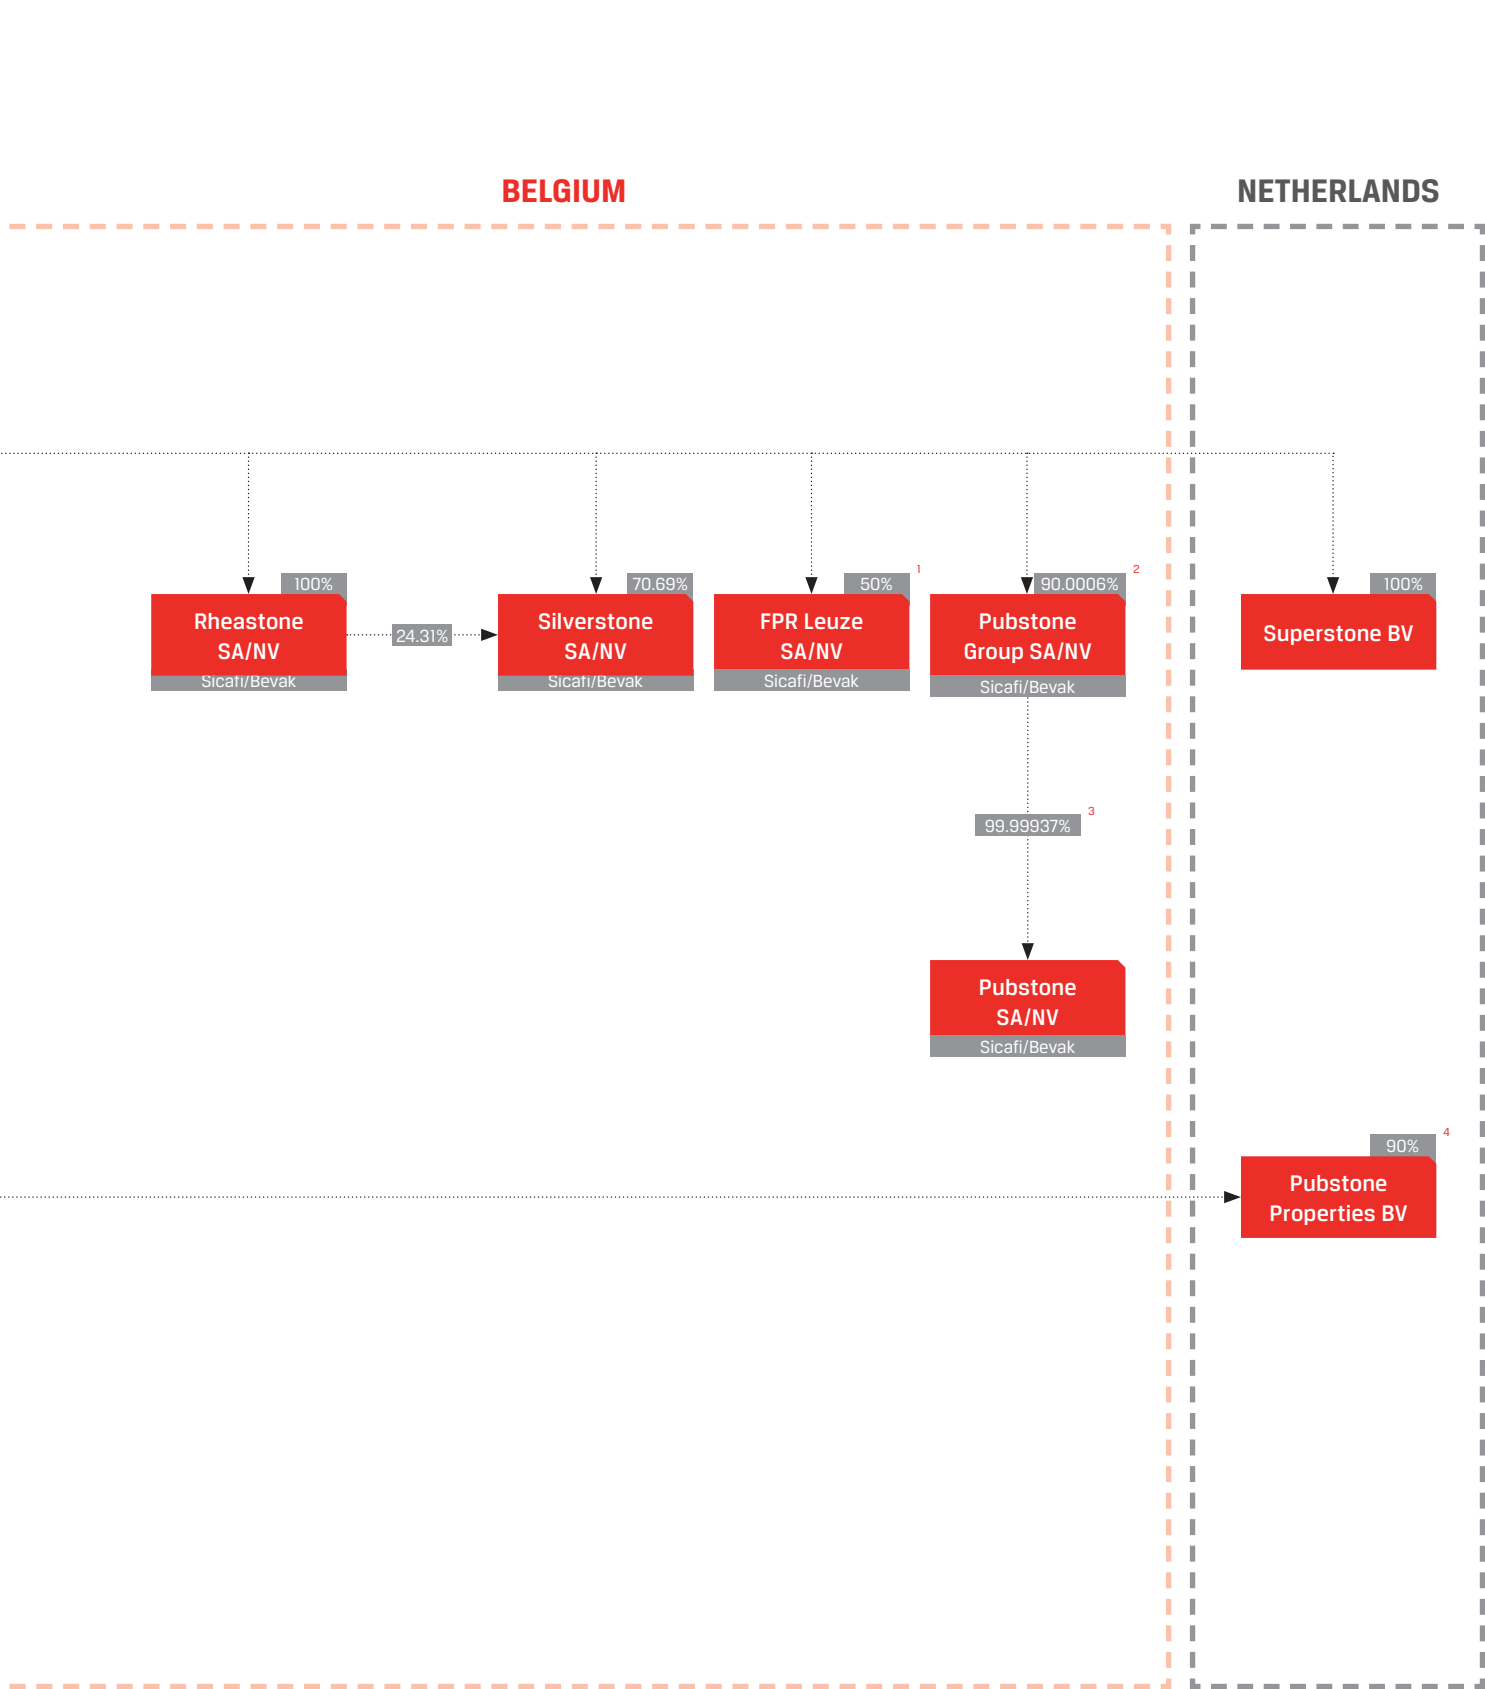 BELGIUM
NETHERLANDS
100%
Rheastone
SA/NV
Sicafi/Bevak
24.31%
70.69%
Silverstone
SA/NV
Sicafi/Bevak
50%
1
FPR Leuze
SA/NV
Sicafi/Bevak
90.0006%
2
Pubstone
Group SA/NV
Sicafi/Bevak
100%
Superstone BV
99.99937%
3
Pubstone
SA/NV
Sicafi/Bevak
90%
4
Pubstone
Properties BV